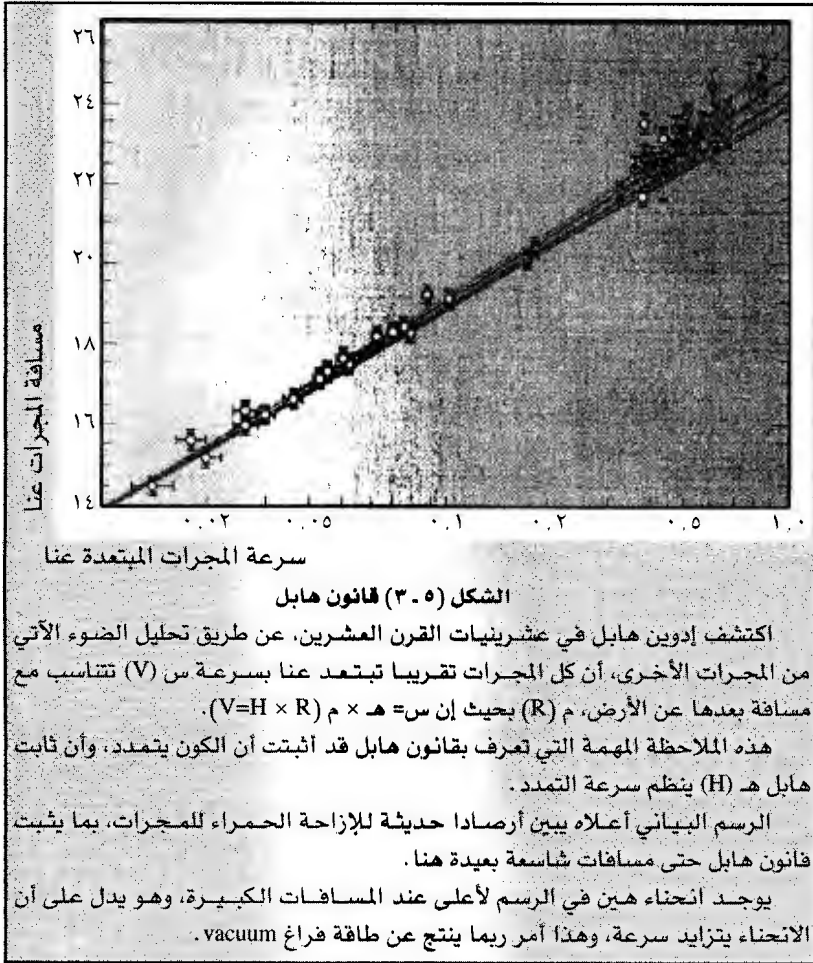 ٢٦
٢٤
٢٢
٢٠
١٨
١٦
١٤
مسافة المجرات عنا
٠,٠٢ ٠,٠٥ ٠,١ ٠,٢ ٠,٥ ١,٠
سرعة المجرات المبتعدة عنا
الشكل (٥ ـ ٣) قانون هابل
اكتشف إدوين هابل في عشرينيات القرن العشرين، عن طريق تحليل الضوء الآتي
من المجرات الأخرى، أن كل المجرات تقريبا تبتعد عنا بسرعة س (V) تتناسب مع
مسافة بعدها عن الأرض، م (R) بحيث إن س= هـ × م (V=H × R).
هذه الملاحظة المهمة التي تعرف بقانون هابل قد أثبتت أن الكون يتمدد، وأن ثابت
هابل هـ (H) ينظم سرعة التمدد.
الرسم البياني أعلاه يبين أرصادا حديثة للإزاحة الحمراء للمجرات، بما يثبت
قانون هابل حتى مسافات شاسعة بعيدة هنا.
يوجد انحناء هين في الرسم لأعلى عند المسافات الكبيرة، وهو يدل على أن
الانحناء يتزايد سرعة، وهذا أمر ربما ينتج عن طاقة فراغ vacuum.